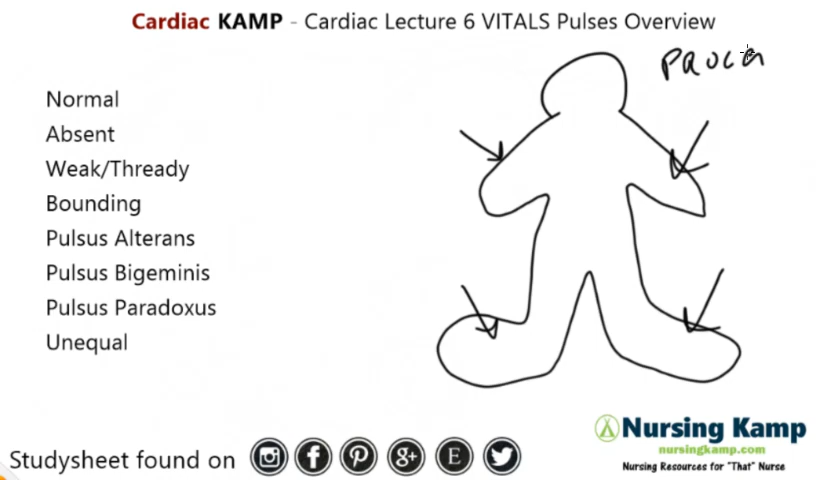 Cardiac KAMP - Cardiac Lecture 6 VITALS Pulses Overview
Normal
Absent
Weak/Thready
Bounding
Pulsus Alterans
Pulsus Bigeminis
Pulsus Paradoxus
Unequal
Nursing Kamp
nursingkamp.com
Nursing Resources for "That" Nurse
Studysheet found on